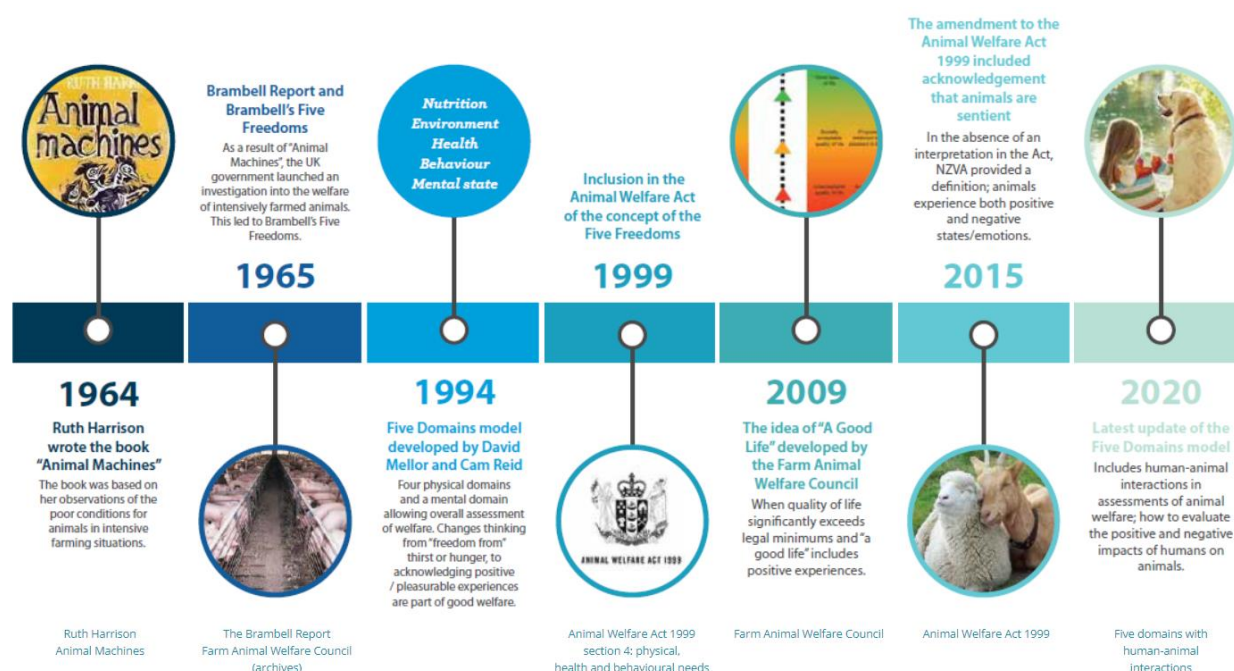 RUTH HARR
Animal
machines
1964
Ruth Harrison
wrote the book
“Animal Machines”
The book was based on
her observations of the
poor conditions for
animals in intensive
farming situations.
Ruth Harrison
Animal Machines
Brambell Report and
Brambell’s Five
Freedoms
As a result of “Animal
Machines”, the UK
government launched an
investigation into the welfare
of intensively farmed animals.
This led to Brambell’s Five
Freedoms.
1965
The Brambell Report
Farm Animal Welfare Council
(archives)
Nutrition
Environment
Health
Behaviour
Mental state
1994
Five Domains model
developed by David
Mellor and Cam Reid
Four physical domains
and a mental domain
allowing overall assessment
of welfare. Changes thinking
from “freedom from”
thirst or hunger, to
acknowledging positive
/ pleasurable experiences
are part of good welfare.
Inclusion in the
Animal Welfare Act
of the concept of the
Five Freedoms
1999
ANIMAL WELFARE ACT 1999
Animal Welfare Act 1999
section 4: physical,
health and behavioural needs
2009
The idea of “A Good
Life” developed by
the Farm Animal
Welfare Council
When quality of life
significantly exceeds
legal minimums and “a
good life” includes
positive experiences.
Farm Animal Welfare Council
The amendment to the
Animal Welfare Act
1999 included
acknowledgement
that animals are
sentient
In the absence of an
interpretation in the Act,
NZVA provided a
definition; animals
experience both positive
and negative
states/emotions.
2015
Animal Welfare Act 1999
2020
Latest update of the
Five Domains model
Includes human-animal
interactions in
assessments of animal
welfare; how to evaluate
the positive and negative
impacts of humans on
animals.
Five domains with
human-animal
interactions